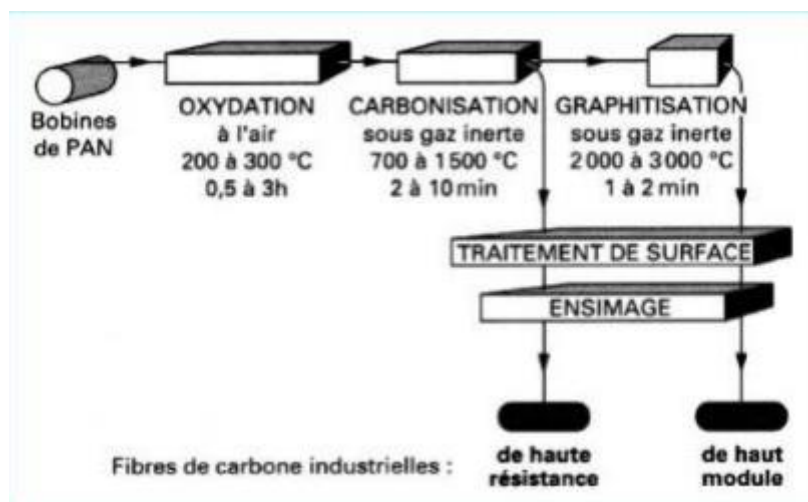 Bobines
de PAN
OXYDATION
à l'air
200 à 300 °C
0,5 à 3h
CARBONISATION
sous gaz inerte
700 à 1 500 °C
2 à 10 min
GRAPHITISATION
sous gaz inerte
2 000 à 3 000 °C
1 à 2 min
TRAITEMENT DE SURFACE
ENSIMAGE
Fibres de carbone industrielles :
de haute
résistance
de haut
module